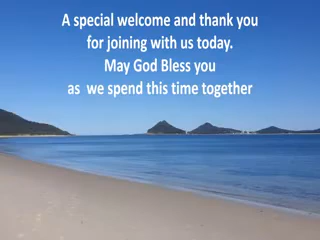 A special welcome and thank you
for joining with us today.
May God Bless you
as  we spend this time together